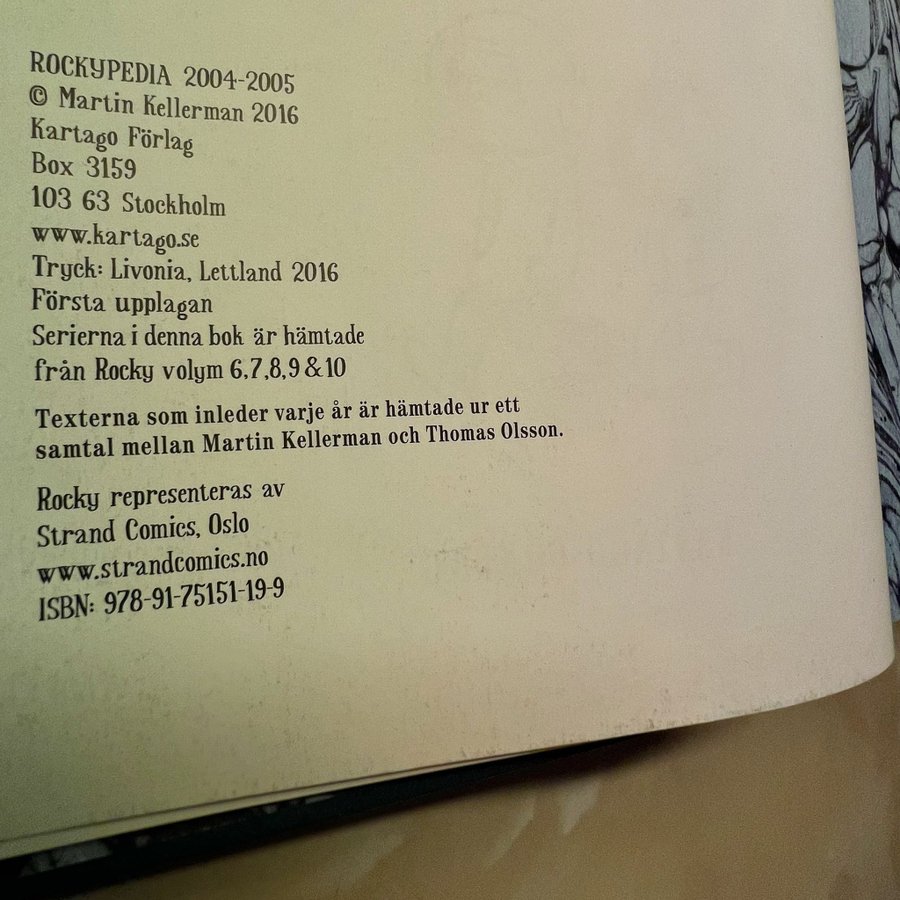 ROCKYPEDIA 2004-2005
© Martin Kellerman 2016
Kartago Förlag
Box 3159
103 63 Stockholm
www.kartago.se
Tryck: Livonia, Lettland 2016
Första upplagan
Serierna i denna bok är hämtade
från Rocky volym 6,7,8,9 & 10
Texterna som inleder varje år är hämtade ur ett
samtal mellan Martin Kellerman och Thomas Olsson.
Rocky representeras av
Strand Comics, Oslo
www.strandcomics.no
ISBN: 978-91-75151-19-9